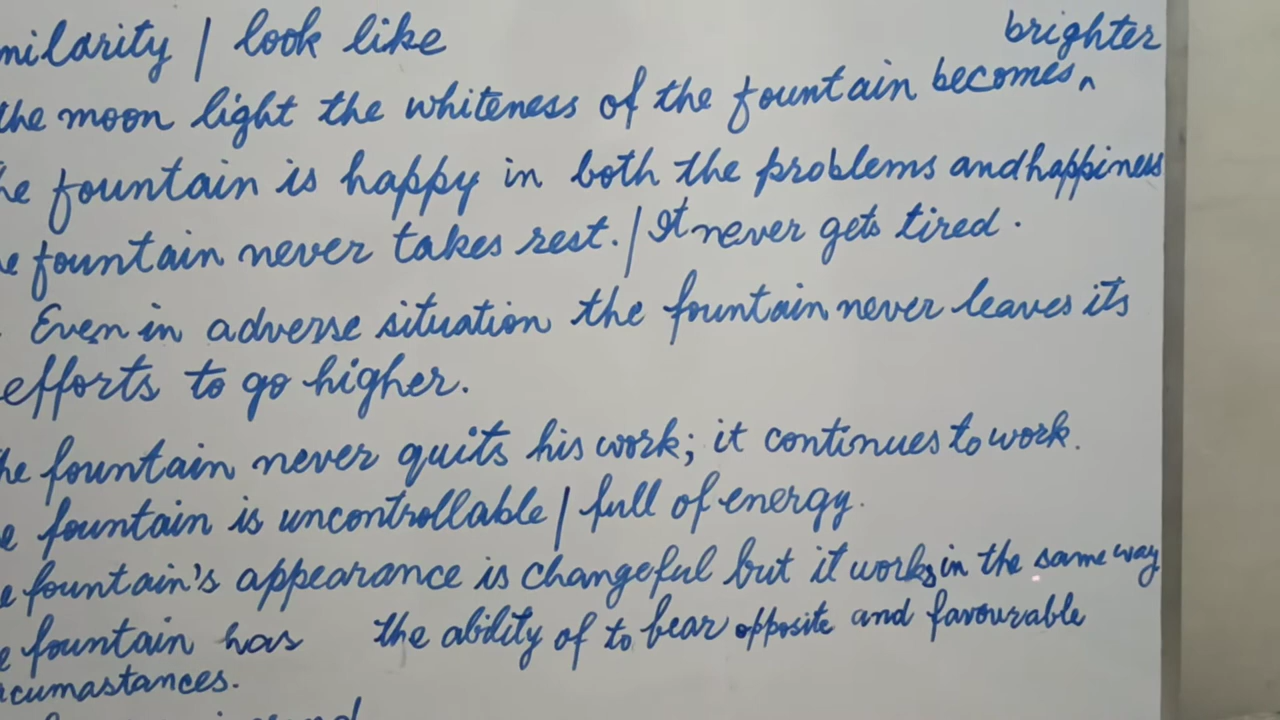 milarity / look like
the moon light the whiteness of the fountain becomes ^ brighter
he fountain is happy in both the problems and happiness
e fountain never takes rest. / It never gets tired.
. Even in adverse situation the fountain never leaves its
efforts to go higher.
he fountain never quits his work; it continues to work.
e fountain is uncontrollable / full of energy.
e fountain's appearance is changeful but it works in the same way
e fountain has the ability of to bear opposite and favourable
cumastances.